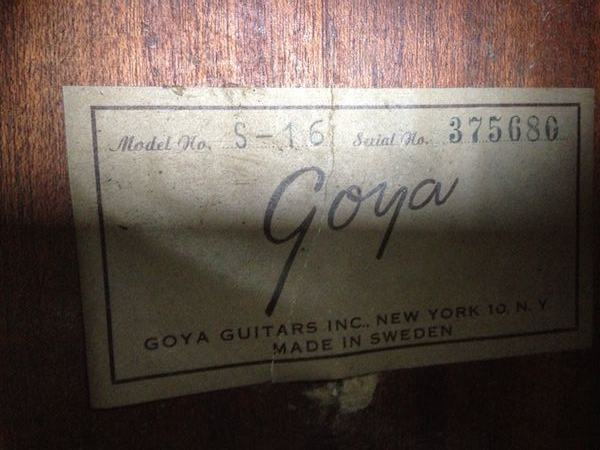 Model No. S-16 Serial No. 375680
Goya
GOYA GUITARS INC., NEW YORK 10, N. Y.
MADE IN SWEDEN